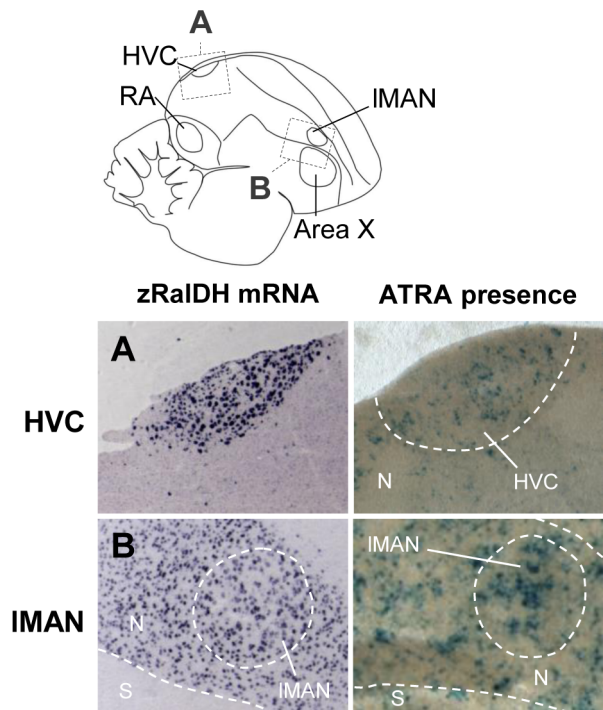 A
HVC
RA
lMAN
B
Area X
zRalDH mRNA
ATRA presence
A
HVC
N
HVC
B
lMAN
lMAN
N
lMAN
N
S
S